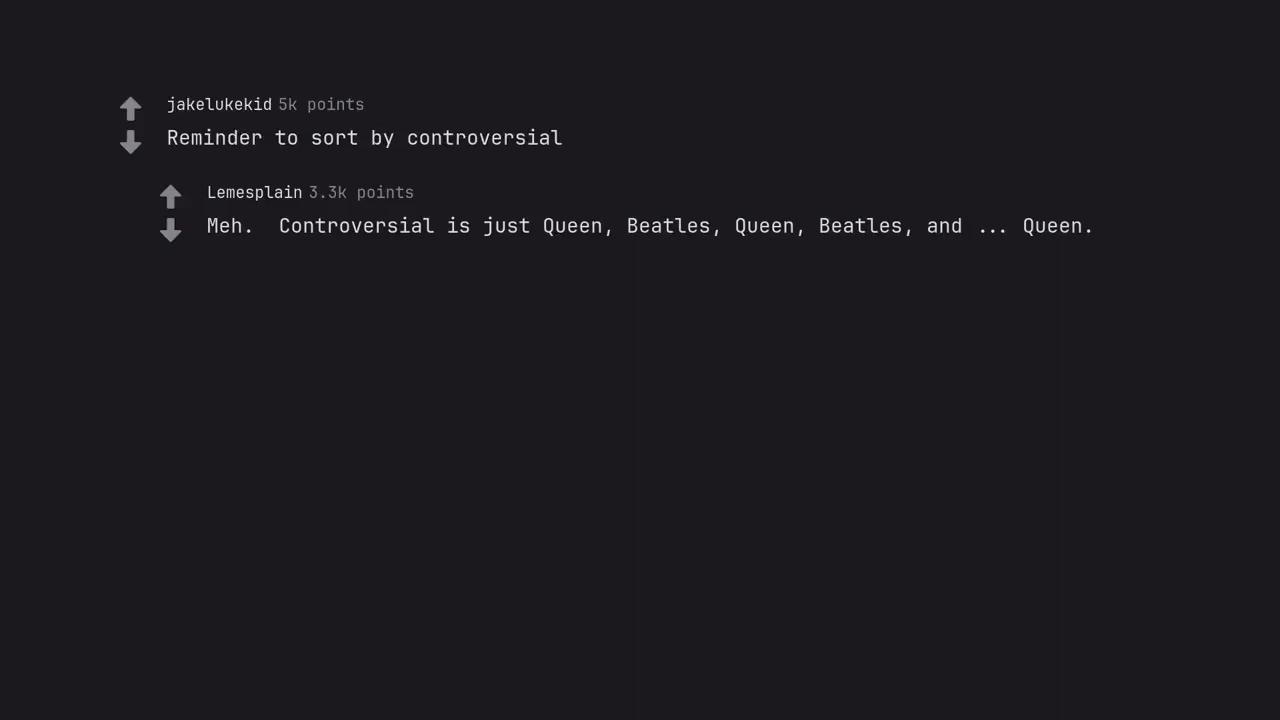 jakelukekid 5k points
Reminder to sort by controversial
Lemesplain 3.3k points
Meh.  Controversial is just Queen, Beatles, Queen, Beatles, and ... Queen.